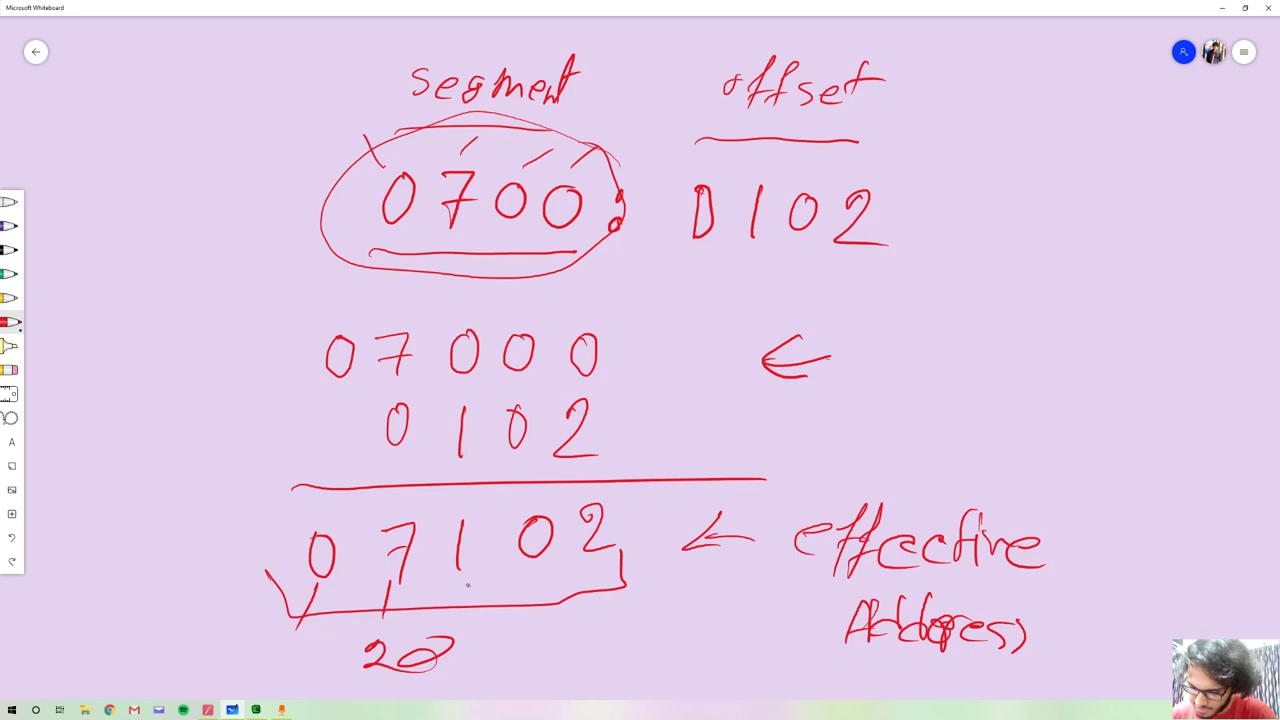 Microsoft Whiteboard
segment offset
0700: 0102
07000 ←
0102
07102 ← effective
Address
20